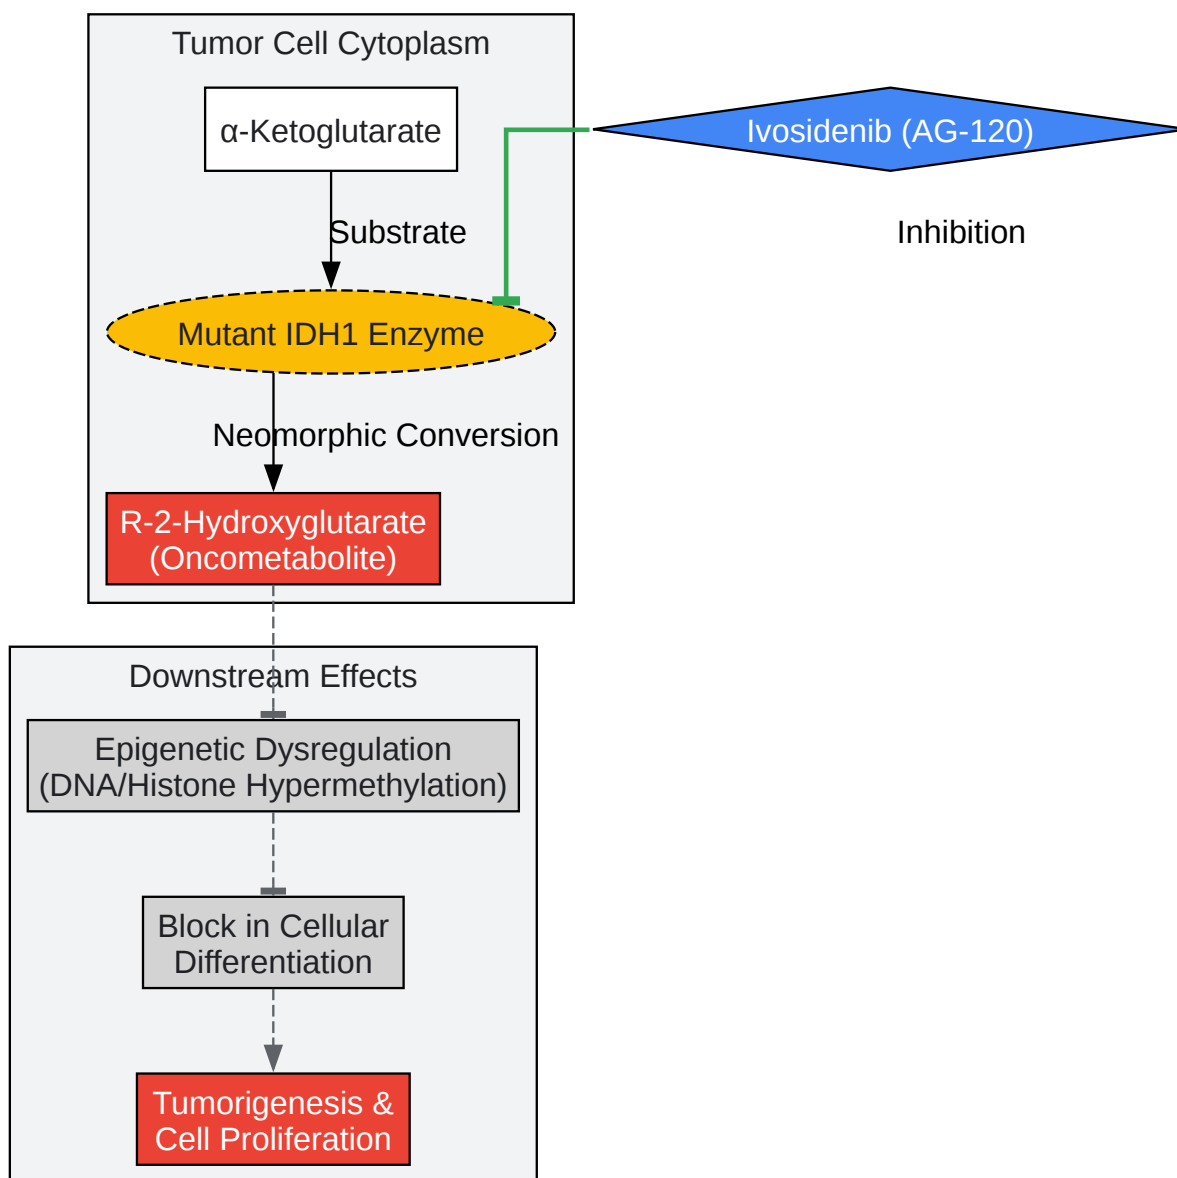 Tumor Cell Cytoplasm
α-Ketoglutarate
Ivosidenib (AG-120)
Substrate
Inhibition
Mutant IDH1 Enzyme
Neomorphic Conversion
R-2-Hydroxyglutarate
(Oncometabolite)
Downstream Effects
Epigenetic Dysregulation
(DNA/Histone Hypermethylation)
Block in Cellular
Differentiation
Tumorigenesis &
Cell Proliferation